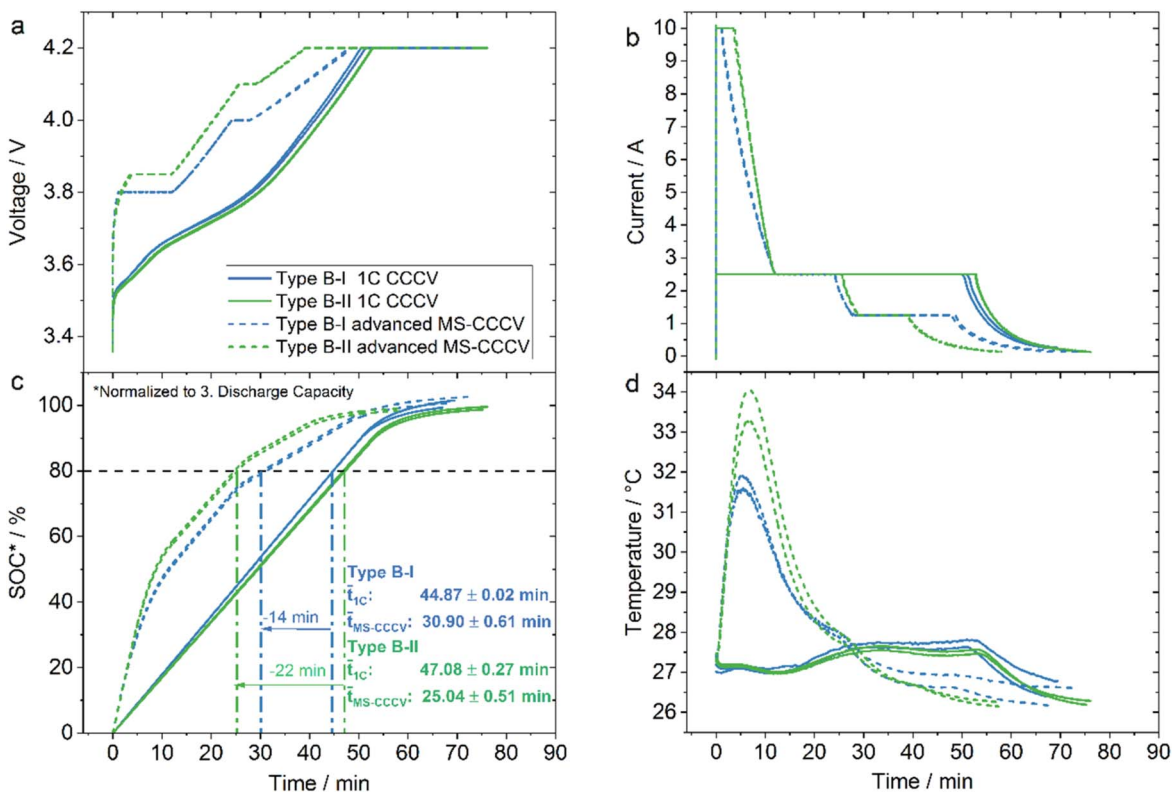 a
4.2
4.0
3.8
3.6
3.4
Voltage / V
Type B-I 1C CCCV
Type B-II 1C CCCV
Type B-I advanced MS-CCCV
Type B-II advanced MS-CCCV
b
10
9
8
7
6
5
4
3
2
1
0
Current / A
c
*Normalized to 3. Discharge Capacity
100
80
60
40
20
0
SOC* / %
-14 min
-22 min
Type B-I
t̄1C: 44.87 ± 0.02 min
t̄MS-CCCV: 30.90 ± 0.61 min
Type B-II
t̄1C: 47.08 ± 0.27 min
t̄MS-CCCV: 25.04 ± 0.51 min
0 10 20 30 40 50 60 70 80 90
Time / min
d
34
33
32
31
30
29
28
27
26
Temperature / °C
0 10 20 30 40 50 60 70 80 90
Time / min